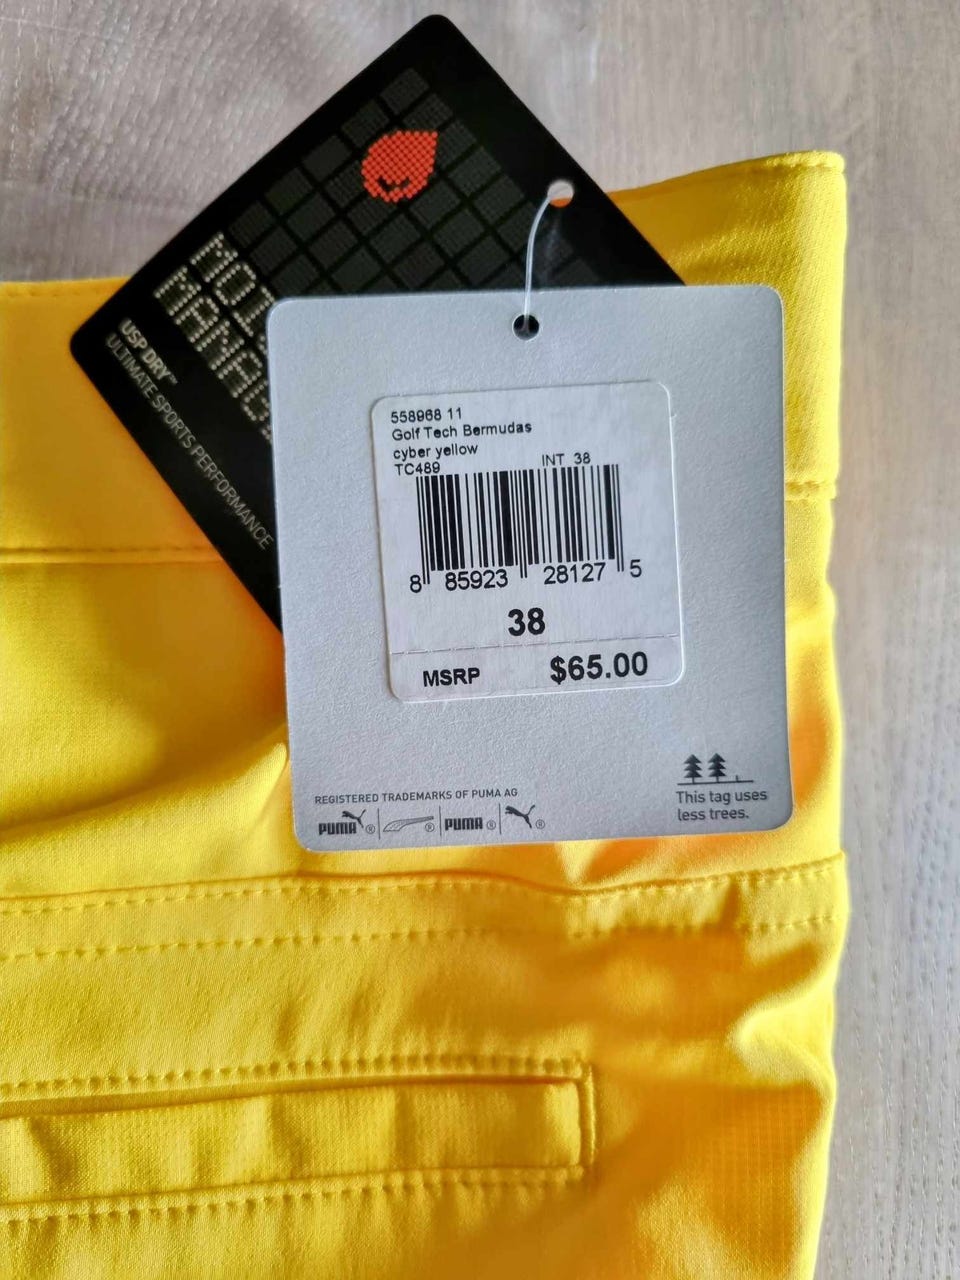 USP DRY™
ULTIMATE SPORTS PERFORMANCE
558968 11
Golf Tech Bermudas
cyber yellow
TC489 INT 38
8 85923 28127 5
38
MSRP $65.00
REGISTERED TRADEMARKS OF PUMA AG
PUMA® ® PUMA® ®
This tag uses
less trees.